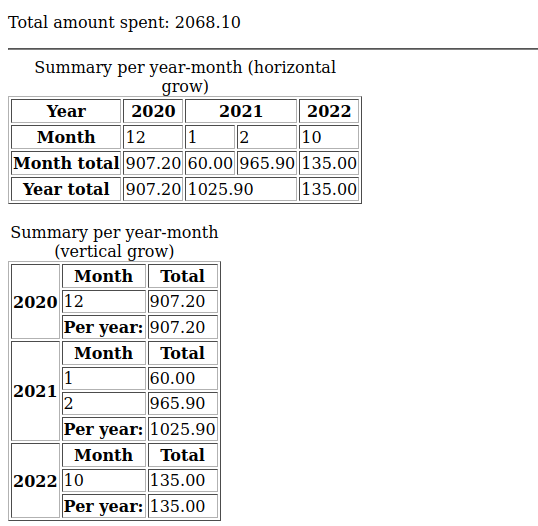 Total amount spent: 2068.10
Summary per year-month (horizontal
grow)
Year 2020 2021 2022
Month 12 1 2 10
Month total 907.20 60.00 965.90 135.00
Year total 907.20 1025.90 135.00
Summary per year-month
(vertical grow)
2020
Month Total
12 907.20
Per year: 907.20
2021
Month Total
1 60.00
2 965.90
Per year: 1025.90
2022
Month Total
10 135.00
Per year: 135.00